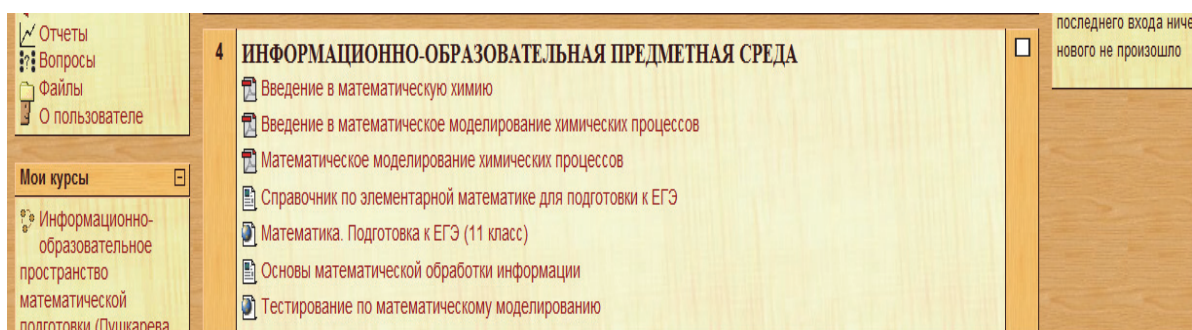 Отчеты
Вопросы
Файлы
О пользователе
Мои курсы
Информационно-
образовательное
пространство
математической
подготовки (Пушкарева
4 ИНФОРМАЦИОННО-ОБРАЗОВАТЕЛЬНАЯ ПРЕДМЕТНАЯ СРЕДА
Введение в математическую химию
Введение в математическое моделирование химических процессов
Математическое моделирование химических процессов
Справочник по элементарной математике для подготовки к ЕГЭ
Математика. Подготовка к ЕГЭ (11 класс)
Основы математической обработки информации
Тестирование по математическому моделированию
последнего входа ниче
нового не произошло